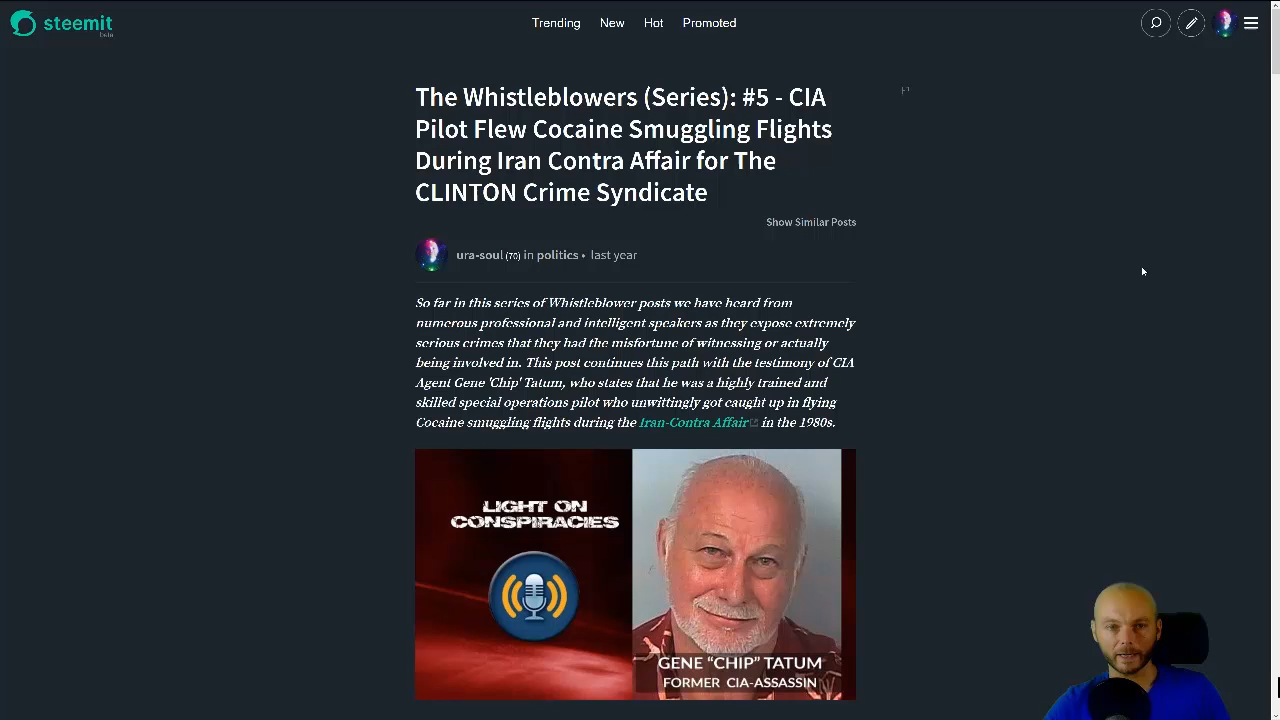 steemit
beta
Trending New Hot Promoted
The Whistleblowers (Series): #5 - CIA
Pilot Flew Cocaine Smuggling Flights
During Iran Contra Affair for The
CLINTON Crime Syndicate
Show Similar Posts
ura-soul (70) in politics • last year
So far in this series of Whistleblower posts we have heard from
numerous professional and intelligent speakers as they expose extremely
serious crimes that they had the misfortune of witnessing or actually
being involved in. This post continues this path with the testimony of CIA
Agent Gene 'Chip' Tatum, who states that he was a highly trained and
skilled special operations pilot who unwittingly got caught up in flying
Cocaine smuggling flights during the Iran-Contra Affair in the 1980s.
LIGHT ON
CONSPIRACIES
GENE “CHIP” TATUM
FORMER CIA-ASSASSIN